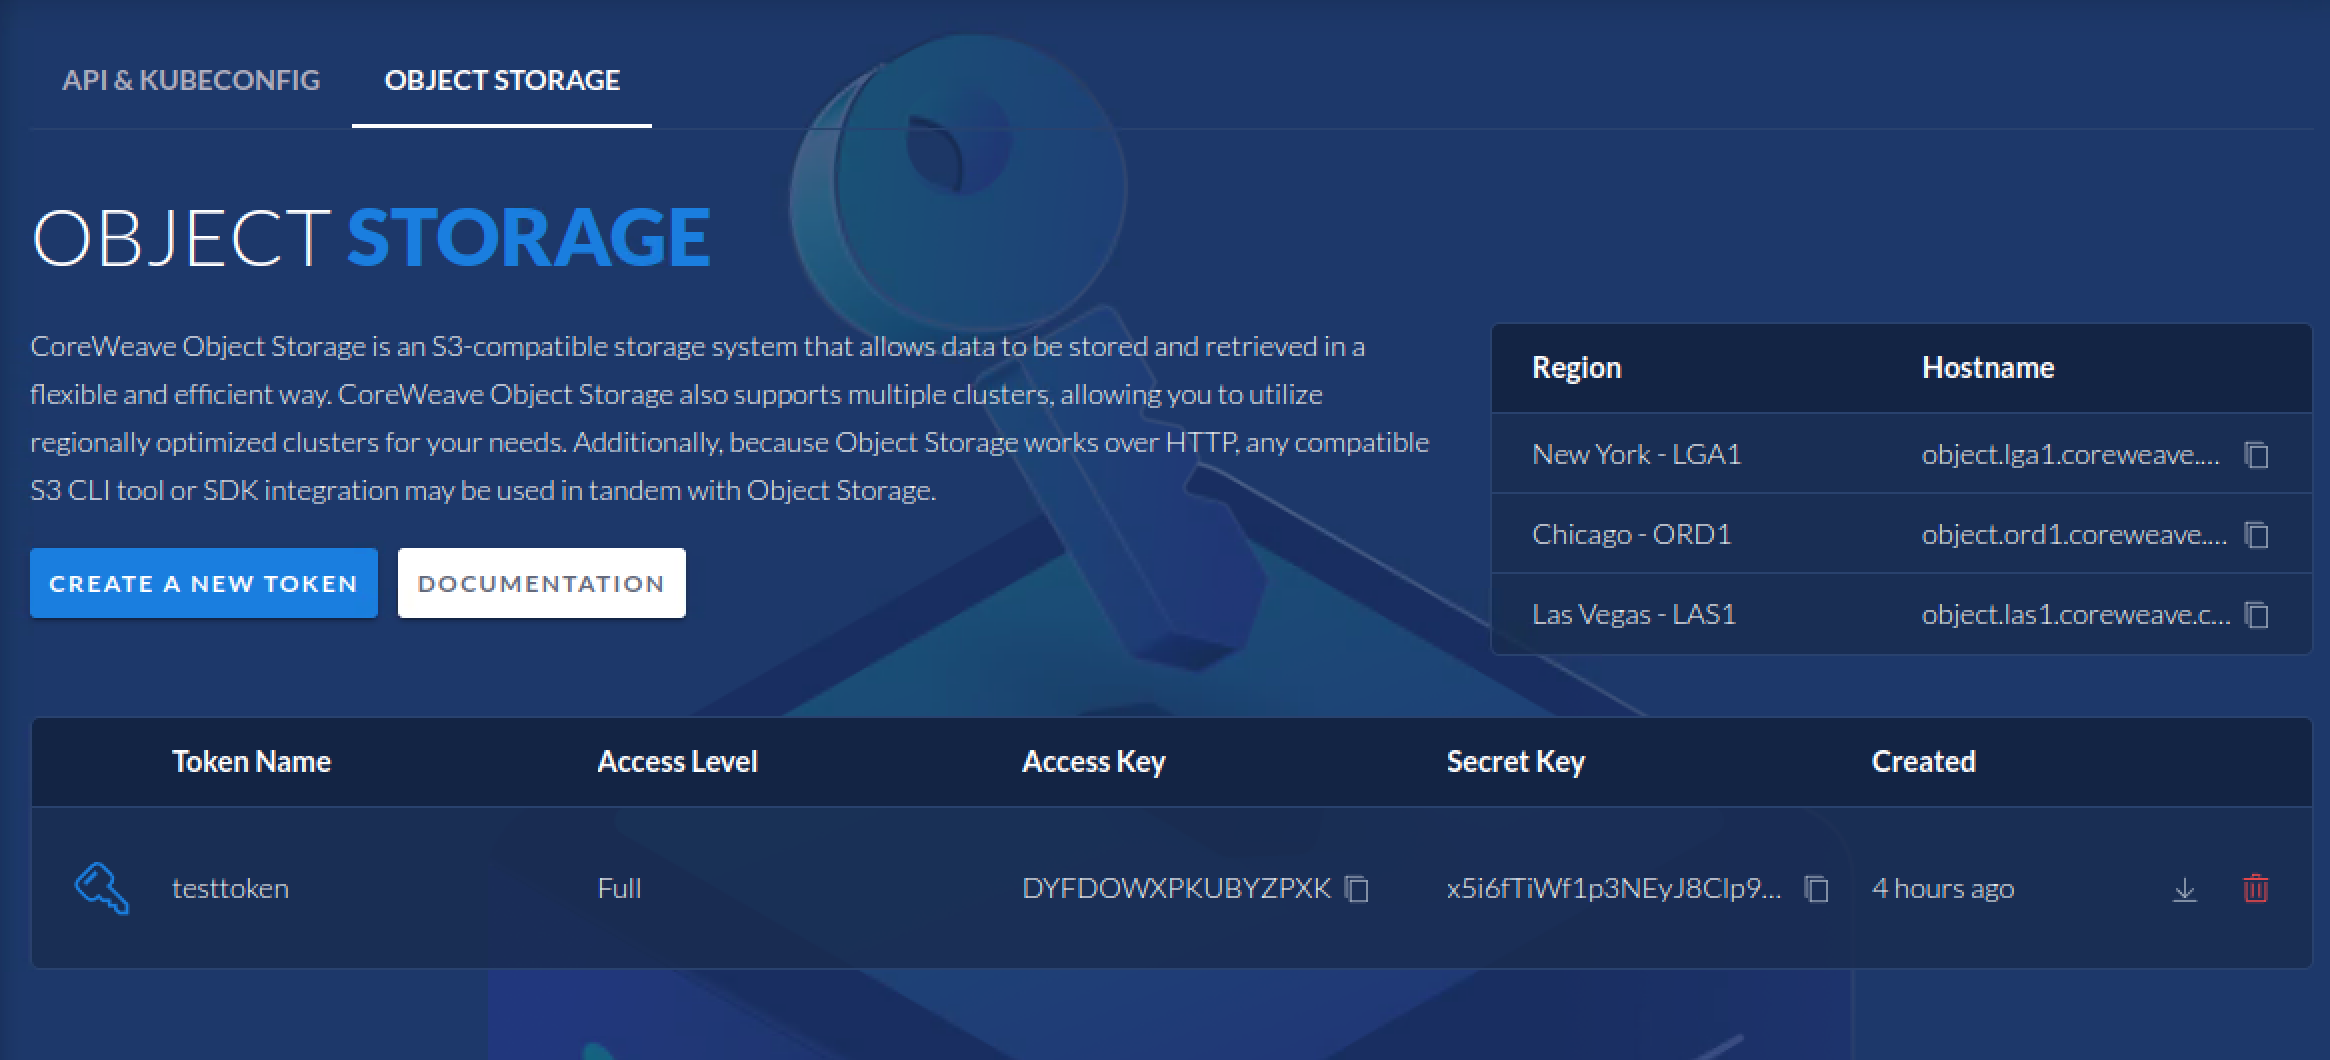 API & KUBECONFIG
OBJECT STORAGE
OBJECT STORAGE
CoreWeave Object Storage is an S3-compatible storage system that allows data to be stored and retrieved in a
flexible and efficient way. CoreWeave Object Storage also supports multiple clusters, allowing you to utilize
regionally optimized clusters for your needs. Additionally, because Object Storage works over HTTP, any compatible
S3 CLI tool or SDK integration may be used in tandem with Object Storage.
CREATE A NEW TOKEN
DOCUMENTATION
Region Hostname
New York - LGA1 object.lga1.coreweave....
Chicago - ORD1 object.ord1.coreweave....
Las Vegas - LAS1 object.las1.coreweave.c...
Token Name Access Level Access Key Secret Key Created
testtoken Full DYFDOWXPKUBYZPXK x5i6fTiWf1p3NEyJ8Clp9... 4 hours ago